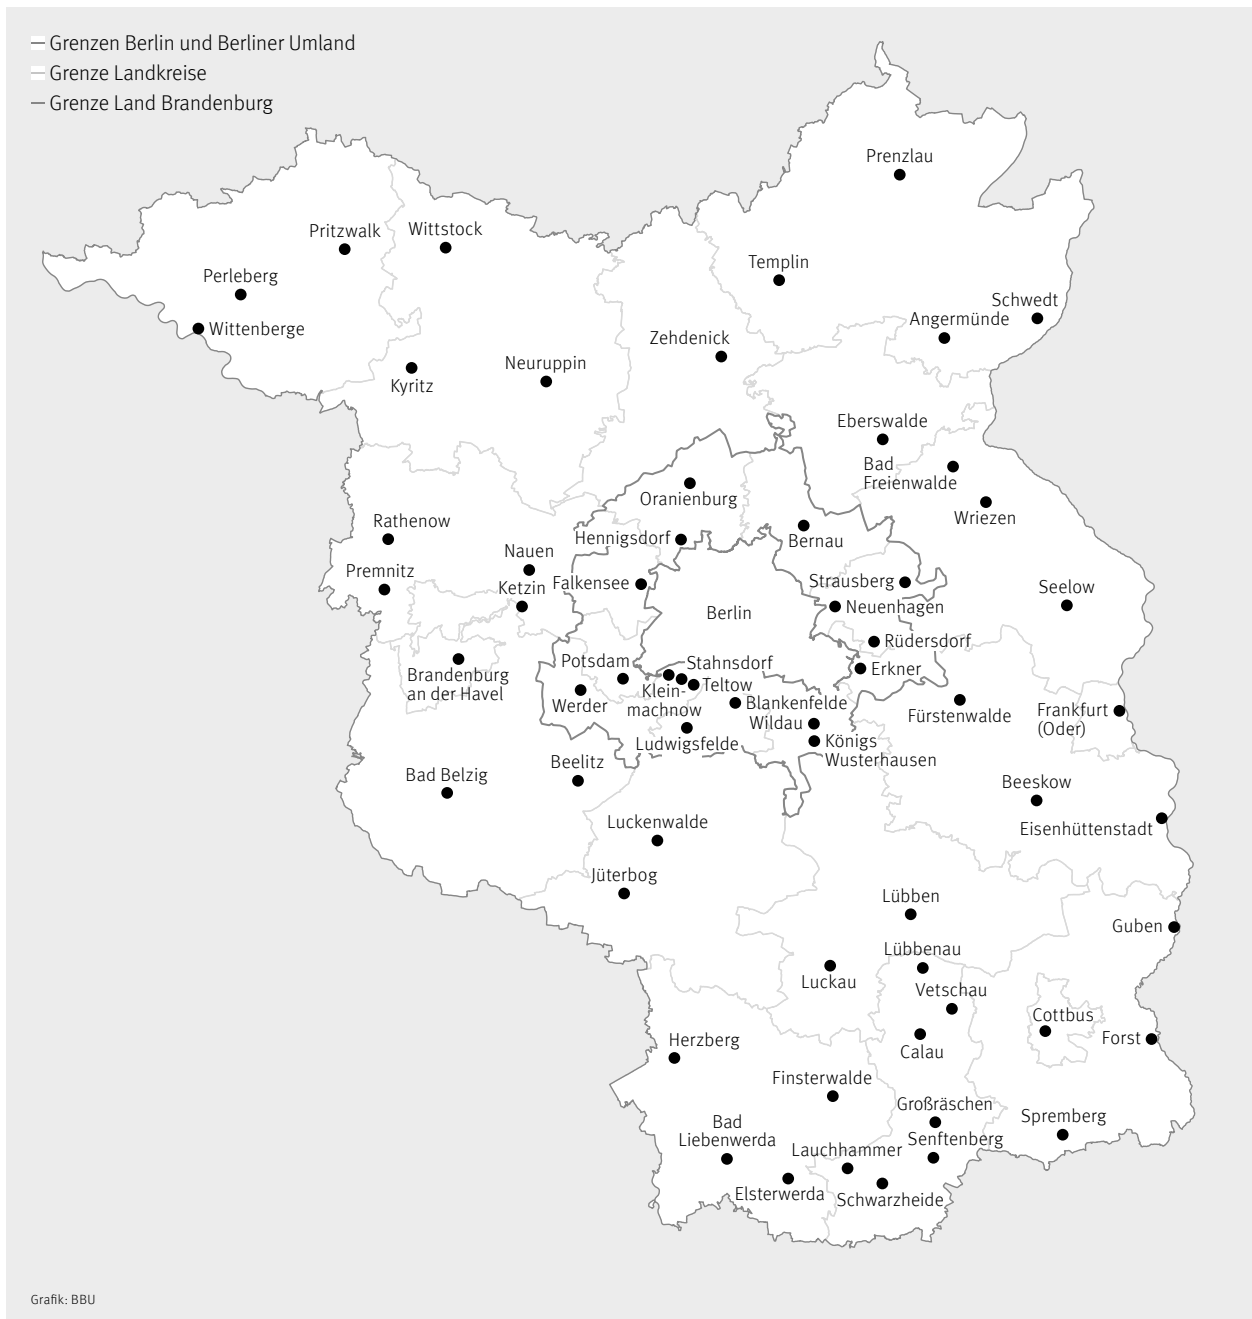 Grenzen Berlin und Berliner Umland
Grenze Landkreise
Grenze Land Brandenburg
Prenzlau
Pritzwalk
Wittstock
Templin
Perleberg
Schwedt
Angermünde
Wittenberge
Zehdenick
Neuruppin
Kyritz
Eberswalde
Bad
Freienwalde
Oranienburg
Wriezen
Rathenow
Hennigsdorf
Bernau
Nauen
Premnitz
Falkensee
Strausberg
Ketzin
Seelow
Berlin
Neuenhagen
Rüdersdorf
Potsdam
Stahnsdorf
Erkner
Brandenburg
an der Havel
Klein-
machnow
Teltow
Werder
Blankenfelde
Fürstenwalde
Frankfurt
(Oder)
Wildau
Ludwigsfelde
Königs
Wusterhausen
Beelitz
Bad Belzig
Beeskow
Luckenwalde
Eisenhüttenstadt
Jüterbog
Lübben
Guben
Lübbenau
Luckau
Vetschau
Cottbus
Herzberg
Forst
Calau
Finsterwalde
Großräschen
Spremberg
Bad
Liebenwerda
Senftenberg
Lauchhammer
Elsterwerda
Schwarzheide
Grafik: BBU